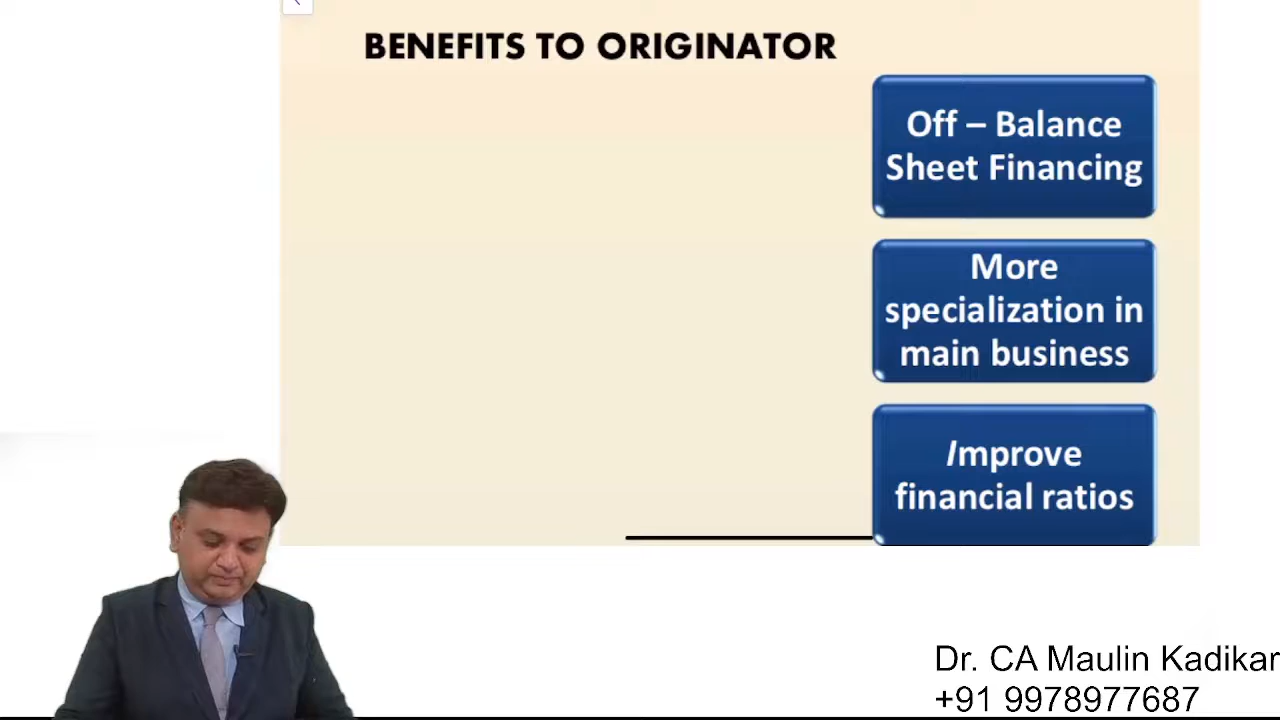 BENEFITS TO ORIGINATOR
Off – Balance
Sheet Financing
More
specialization in
main business
Improve
financial ratios
Dr. CA Maulin Kadikar
+91 9978977687